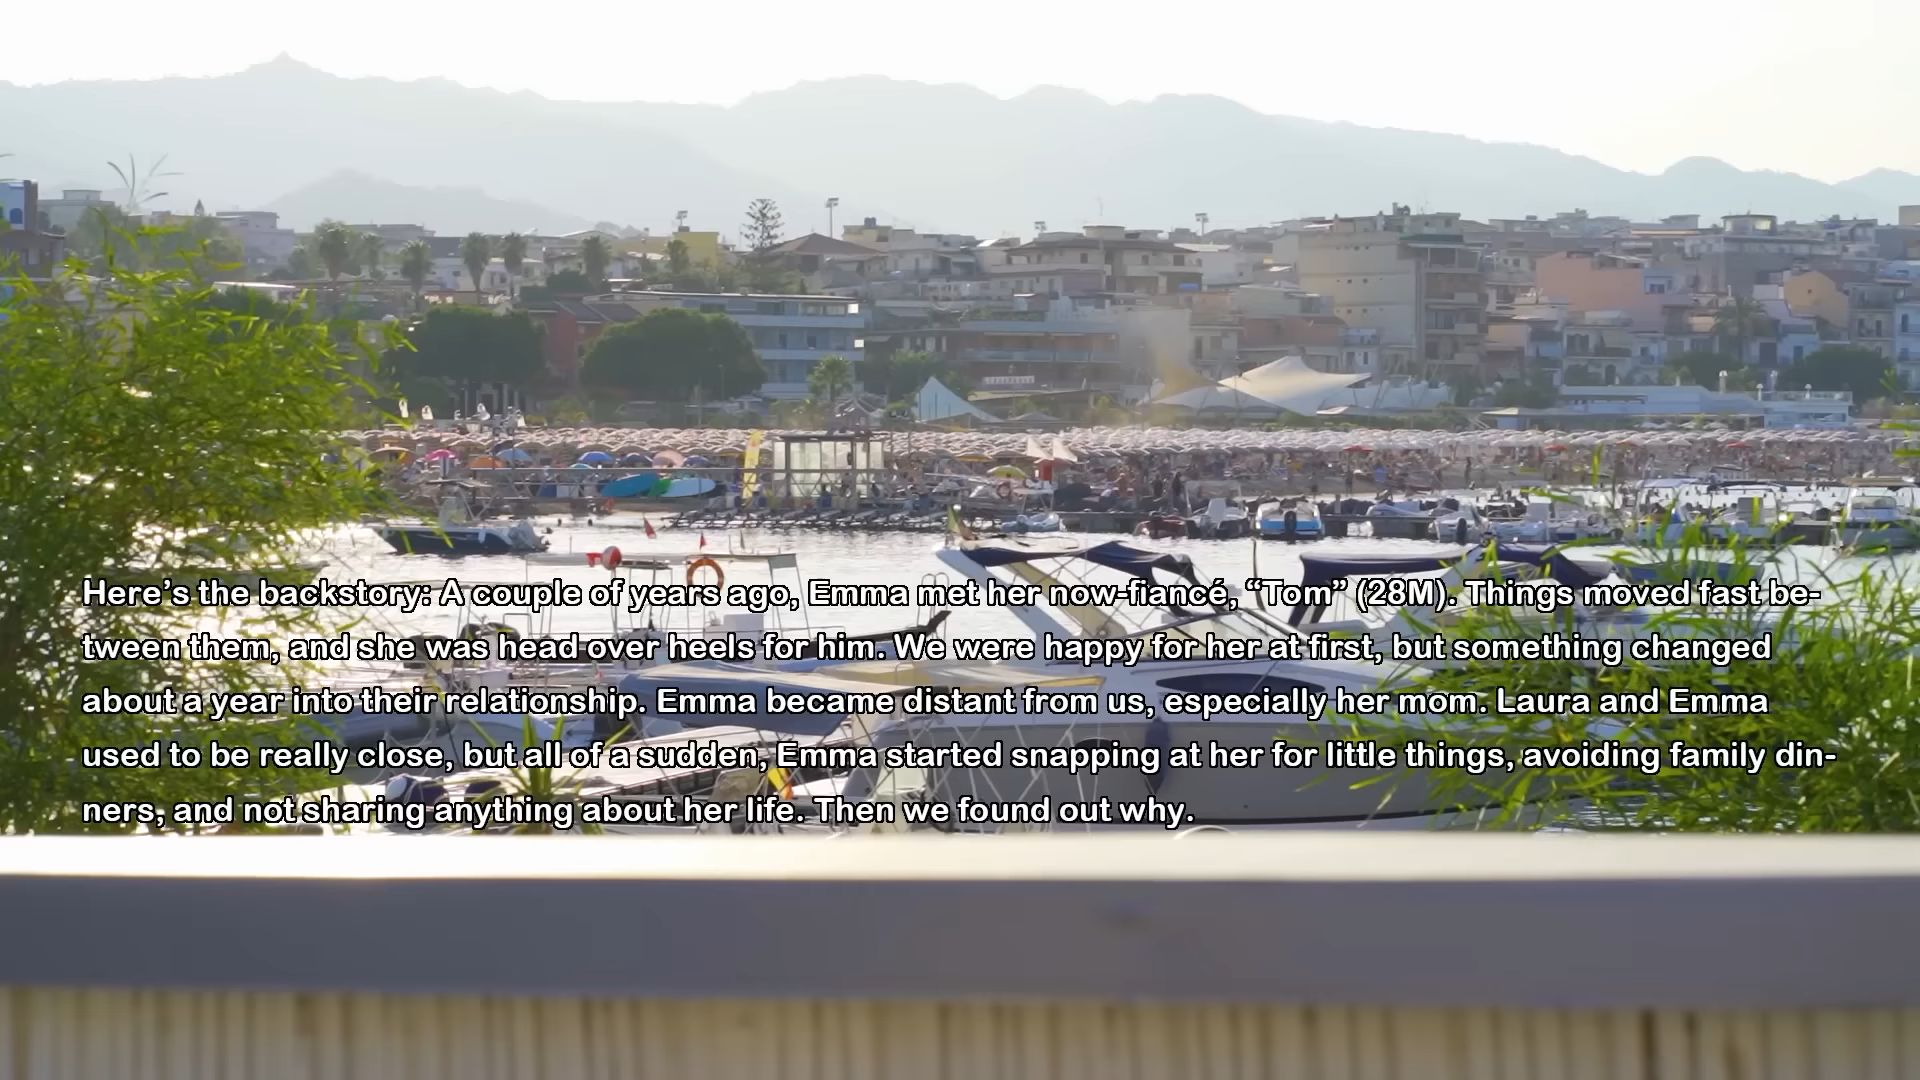 Here’s the backstory: A couple of years ago, Emma met her now-fiancé, “Tom” (28M). Things moved fast be-
tween them, and she was head over heels for him. We were happy for her at first, but something changed
about a year into their relationship. Emma became distant from us, especially her mom. Laura and Emma
used to be really close, but all of a sudden, Emma started snapping at her for little things, avoiding family din-
ners, and not sharing anything about her life. Then we found out why.